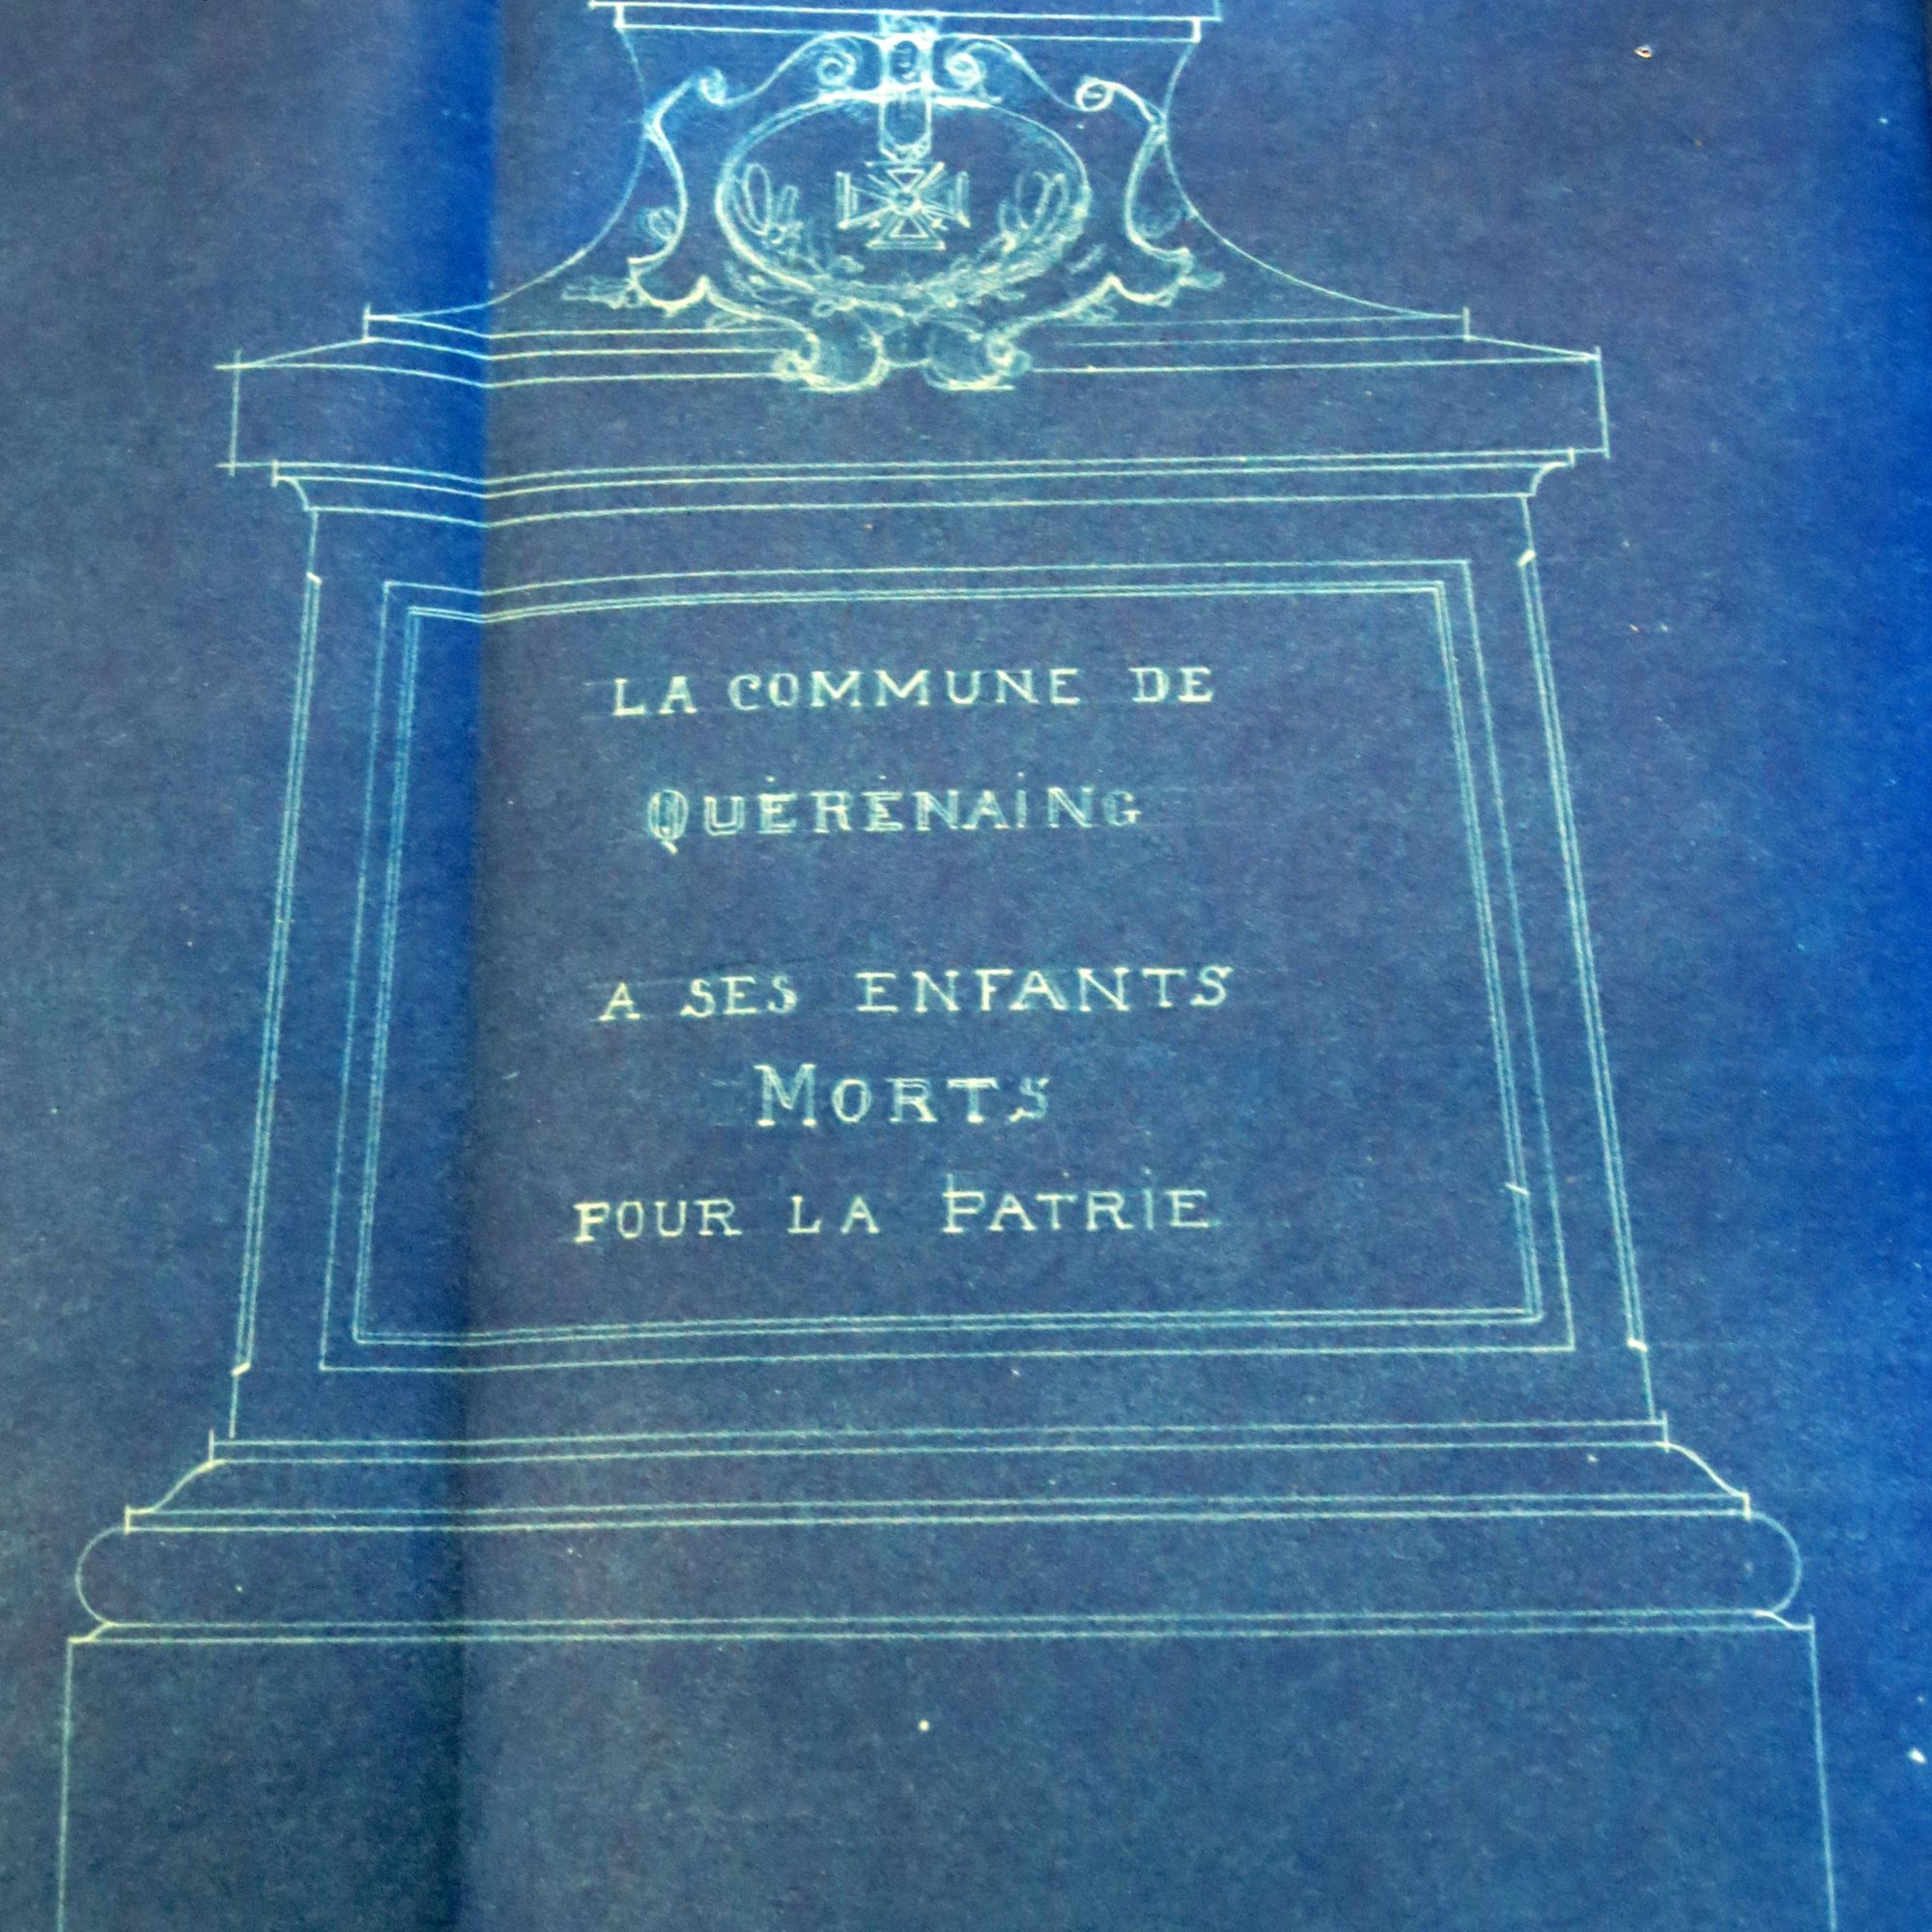 LA COMMUNE DE
QUÉRÉNAING
A SES ENFANTS
MORTS
POUR LA PATRIE